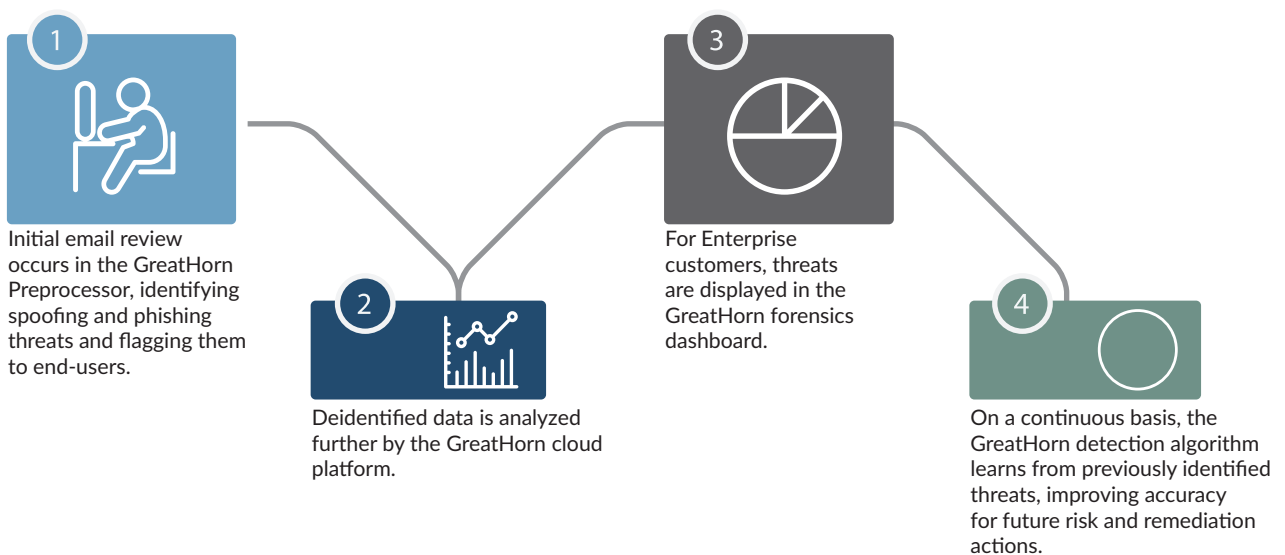 1
Initial email review
occurs in the GreatHorn
Preprocessor, identifying
spoofing and phishing
threats and flagging them
to end-users.
2
Deidentified data is analyzed
further by the GreatHorn cloud
platform.
3
For Enterprise
customers, threats
are displayed in the
GreatHorn forensics
dashboard.
4
On a continuous basis, the
GreatHorn detection algorithm
learns from previously identified
threats, improving accuracy
for future risk and remediation
actions.